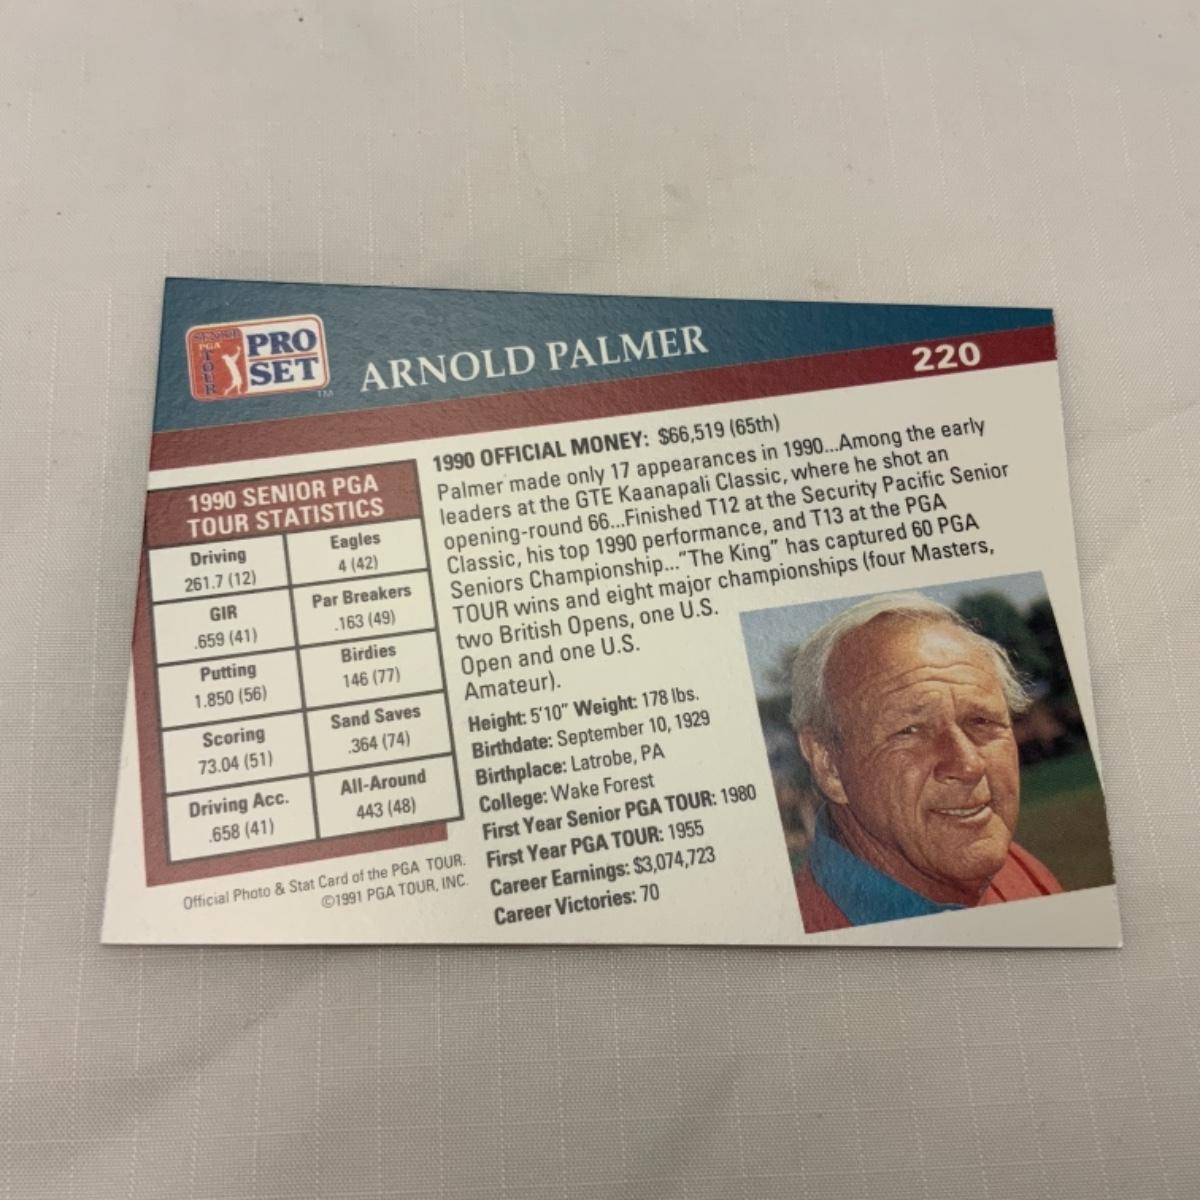 SENIOR
PGA
TOUR
PRO
SET
TM
ARNOLD PALMER
220
1990 SENIOR PGA
TOUR STATISTICS
Driving
261.7 (12)
Eagles
4 (42)
GIR
.659 (41)
Par Breakers
.163 (49)
Putting
1.850 (56)
Birdies
146 (77)
Scoring
73.04 (51)
Sand Saves
.364 (74)
Driving Acc.
.658 (41)
All-Around
443 (48)
Official Photo & Stat Card of the PGA TOUR.
©1991 PGA TOUR, INC.
1990 OFFICIAL MONEY: $66,519 (65th)
Palmer made only 17 appearances in 1990...Among the early
leaders at the GTE Kaanapali Classic, where he shot an
opening-round 66...Finished T12 at the Security Pacific Senior
Classic, his top 1990 performance, and T13 at the PGA
Seniors Championship..."The King" has captured 60 PGA
TOUR wins and eight major championships (four Masters,
two British Opens, one U.S.
Open and one U.S.
Amateur).
Height: 5'10" Weight: 178 lbs.
Birthdate: September 10, 1929
Birthplace: Latrobe, PA
College: Wake Forest
First Year Senior PGA TOUR: 1980
First Year PGA TOUR: 1955
Career Earnings: $3,074,723
Career Victories: 70